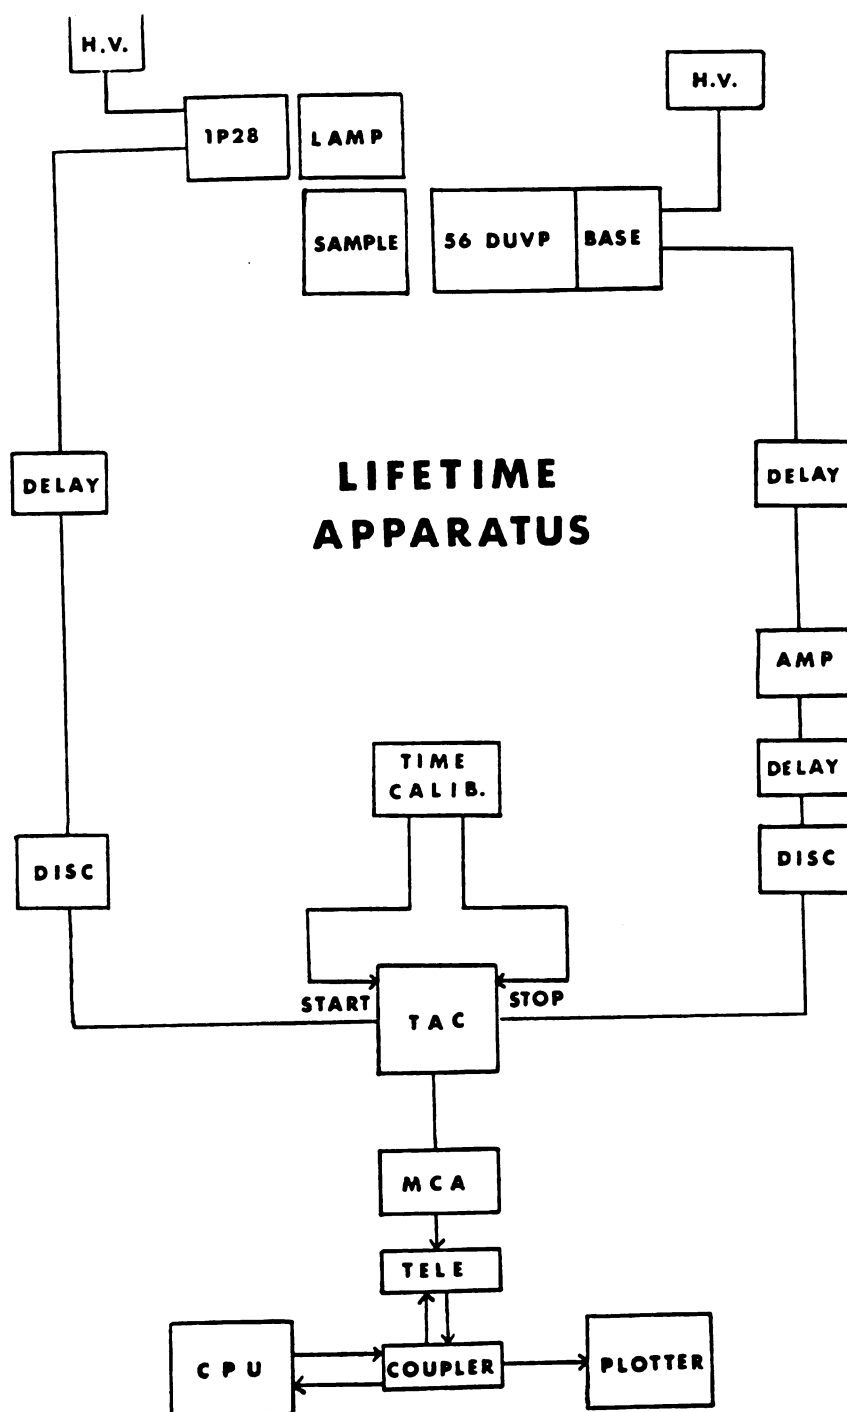 H.V.
H.V.
1P28
LAMP
SAMPLE
56 DUVP
BASE
DELAY
LIFETIME
APPARATUS
DELAY
AMP
TIME
CALIB.
DELAY
DISC
DISC
START
TAC
STOP
MCA
TELE
CPU
COUPLER
PLOTTER